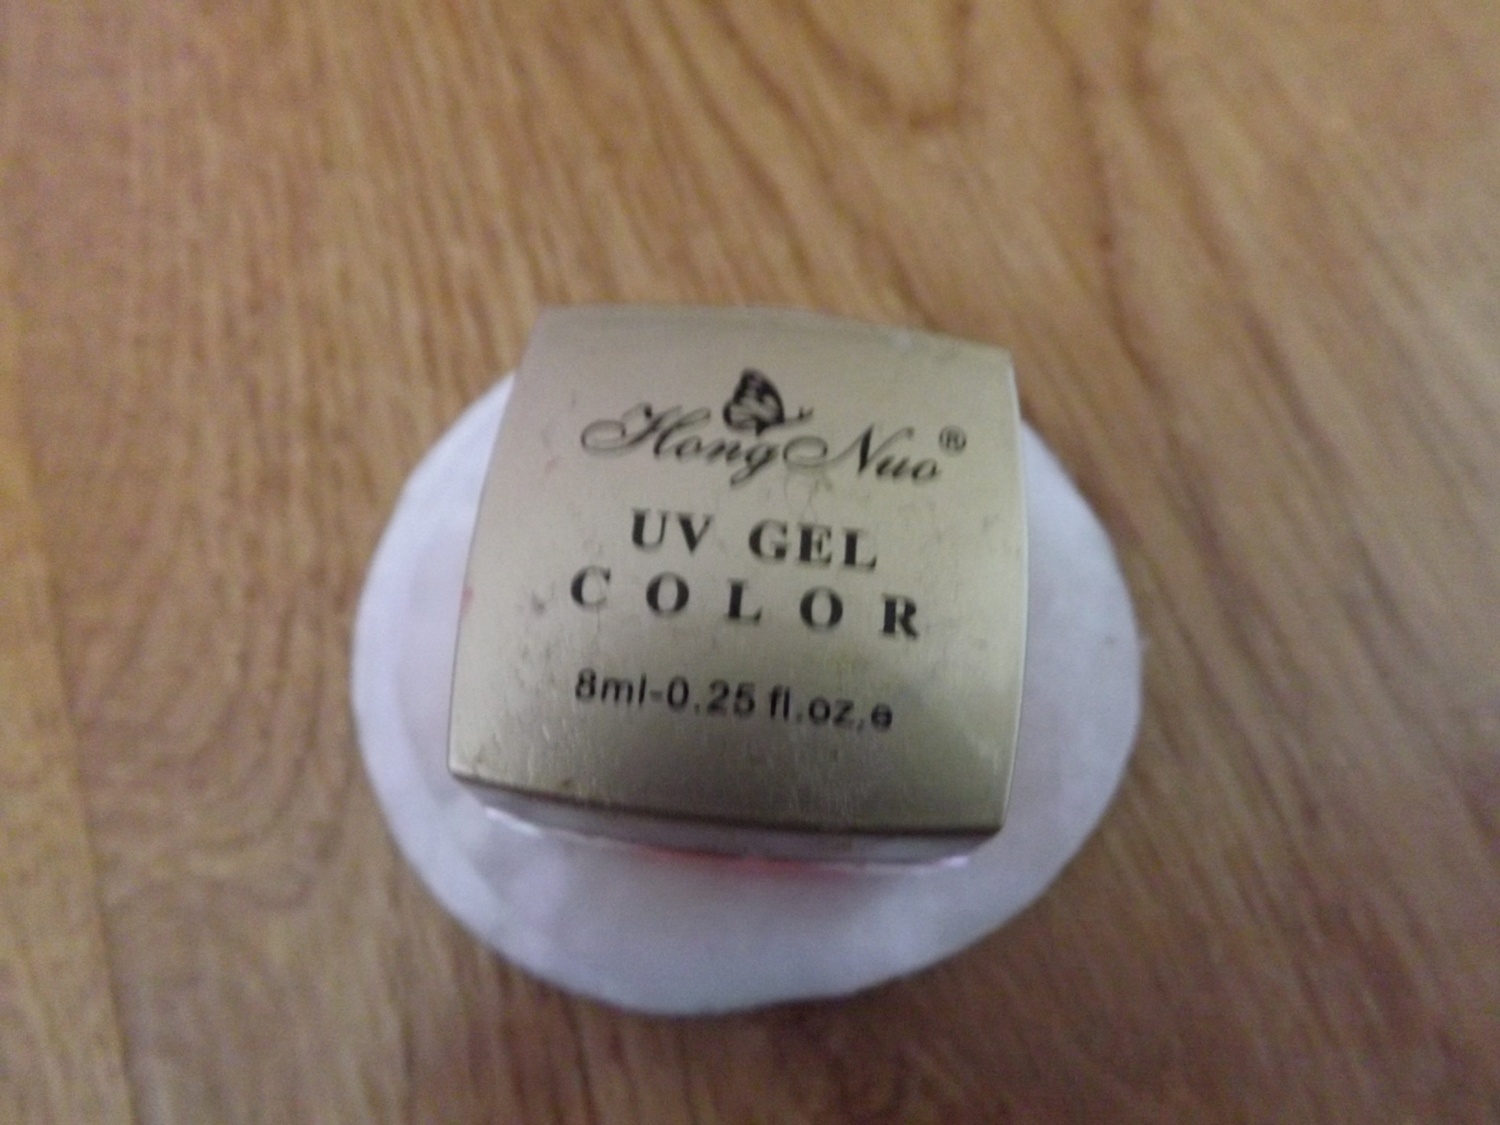 Hong Nuo®
UV GEL
COLOR
8ml-0.25 fl.oz,e